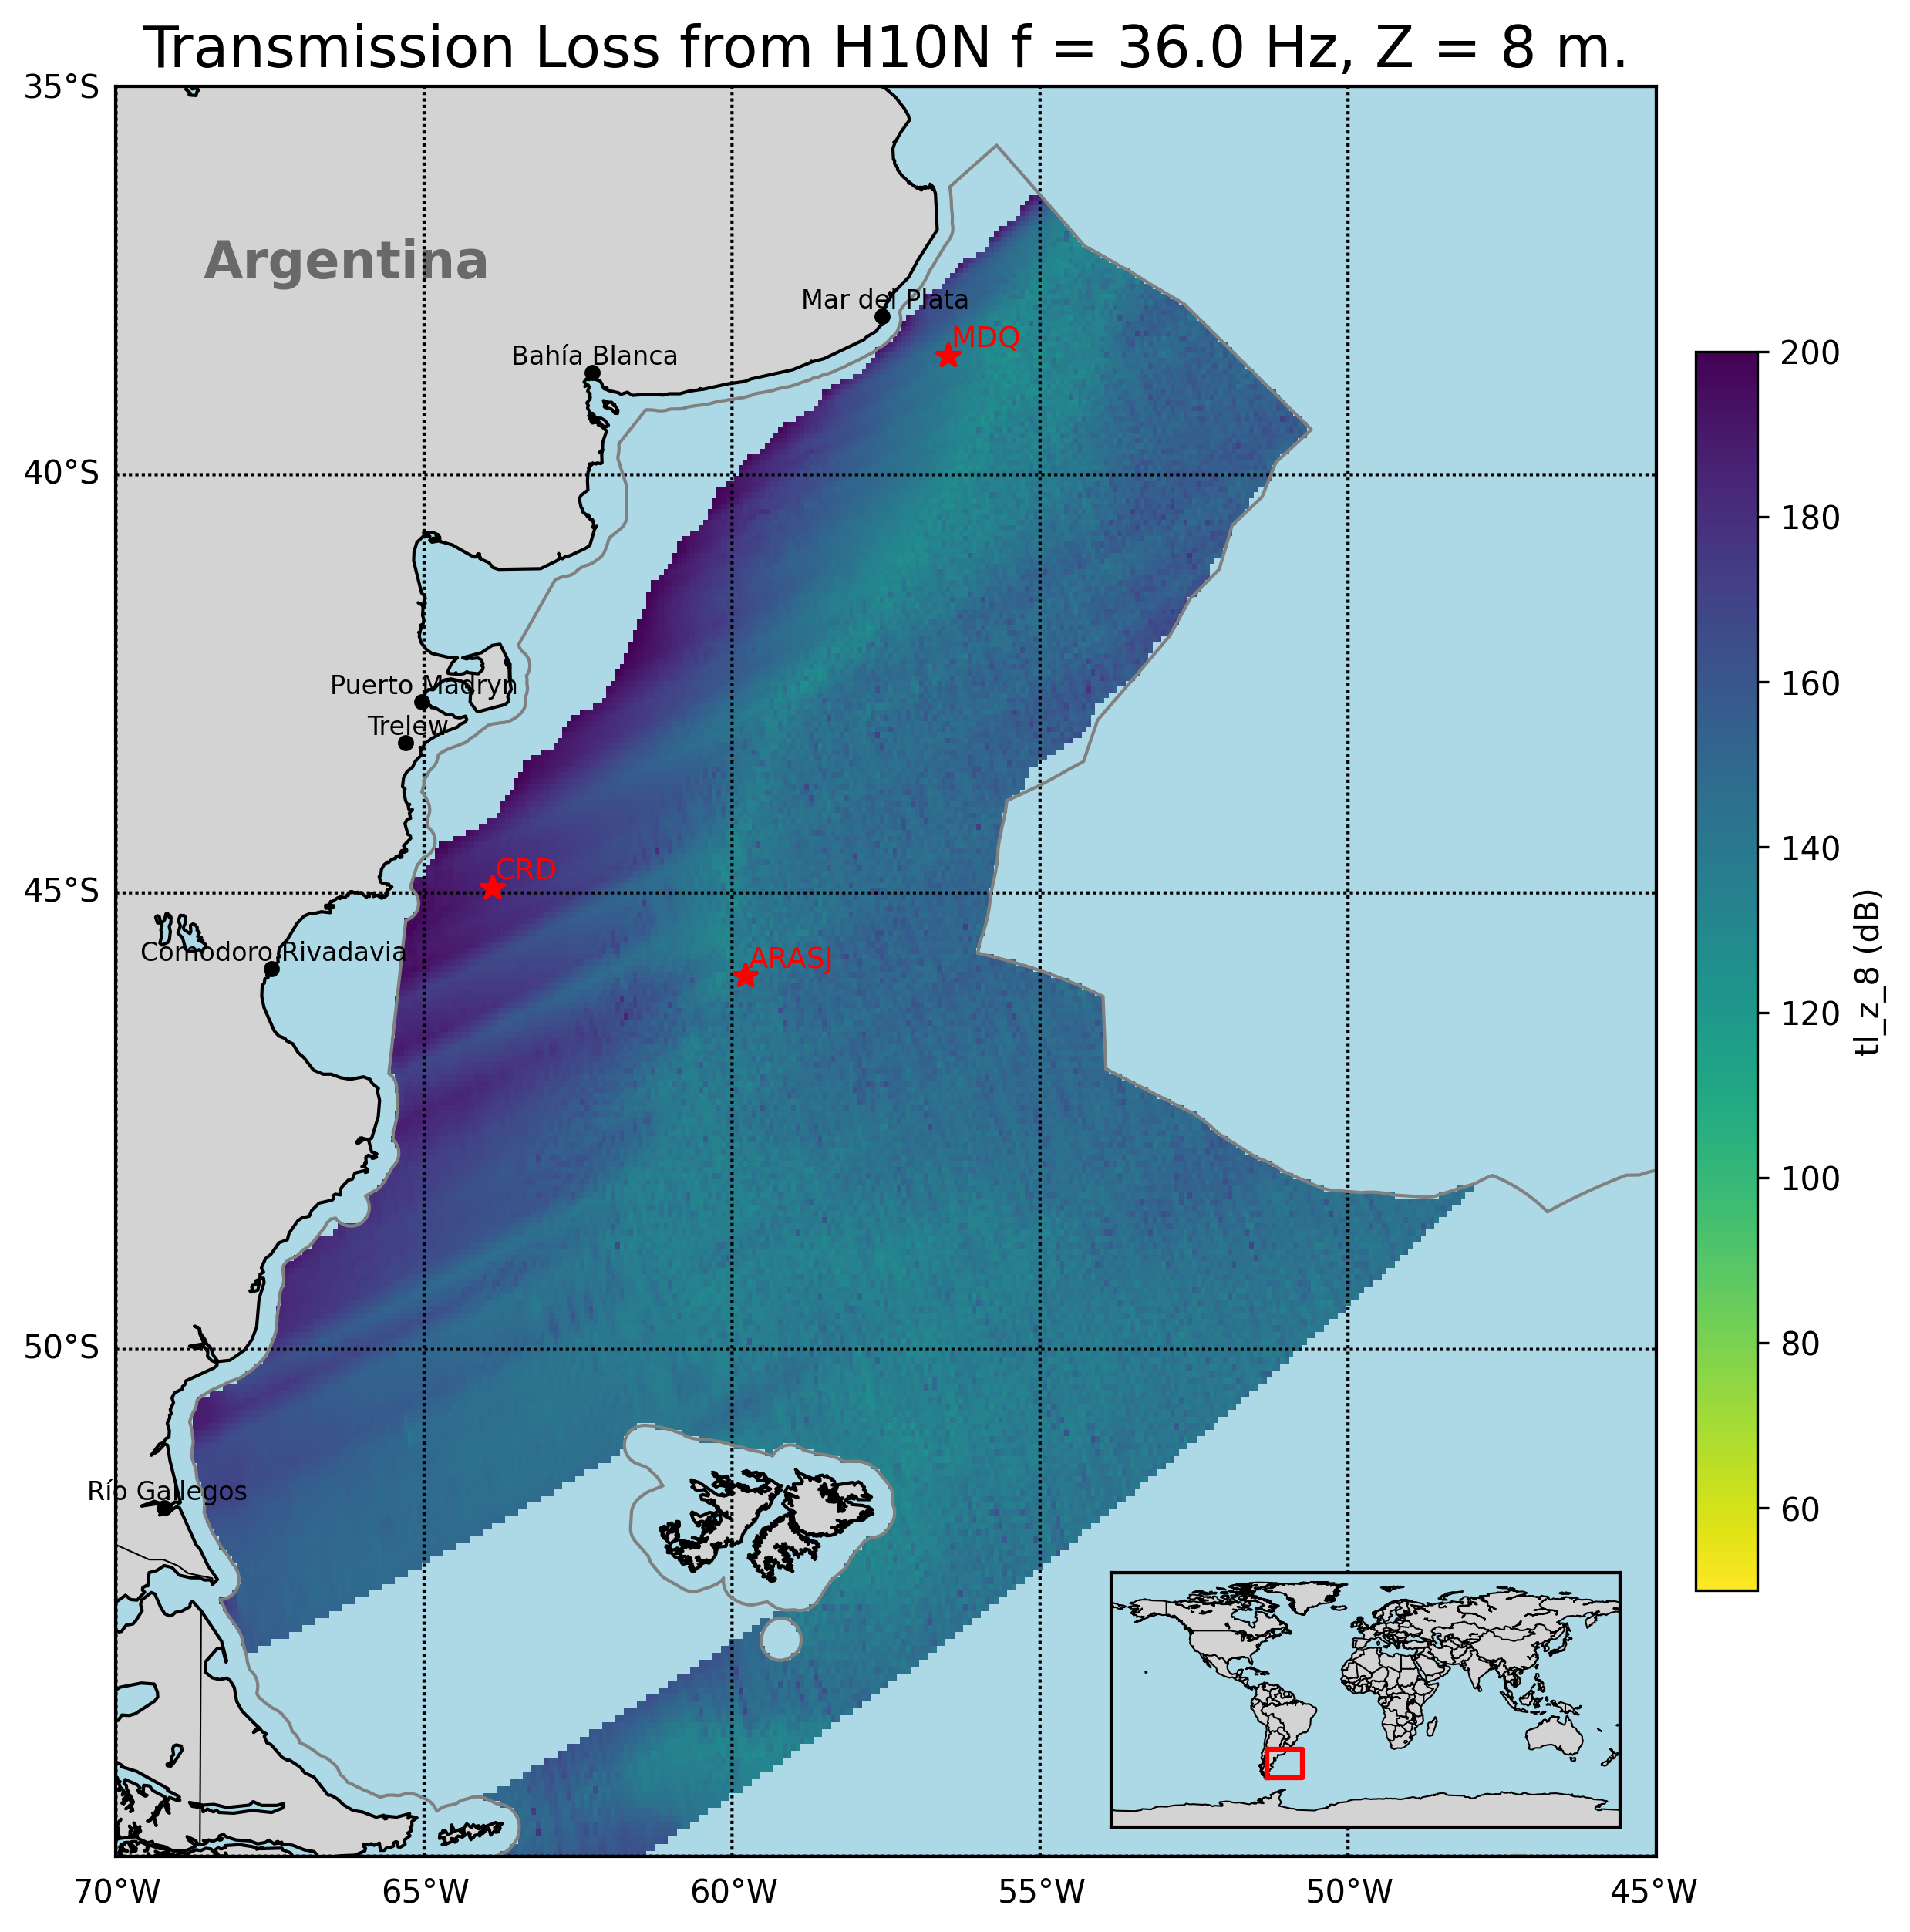 Transmission Loss from H10N f = 36.0 Hz, Z = 8 m.
35°S
40°S
45°S
50°S
70°W
65°W
60°W
55°W
50°W
45°W
Argentina
Mar del Plata
MDQ
Bahía Blanca
Puerto Madryn
Trelew
CRD
Comodoro Rivadavia
ARASJ
Río Gallegos
200
180
160
140
120
100
80
60
tl_z_8 (dB)